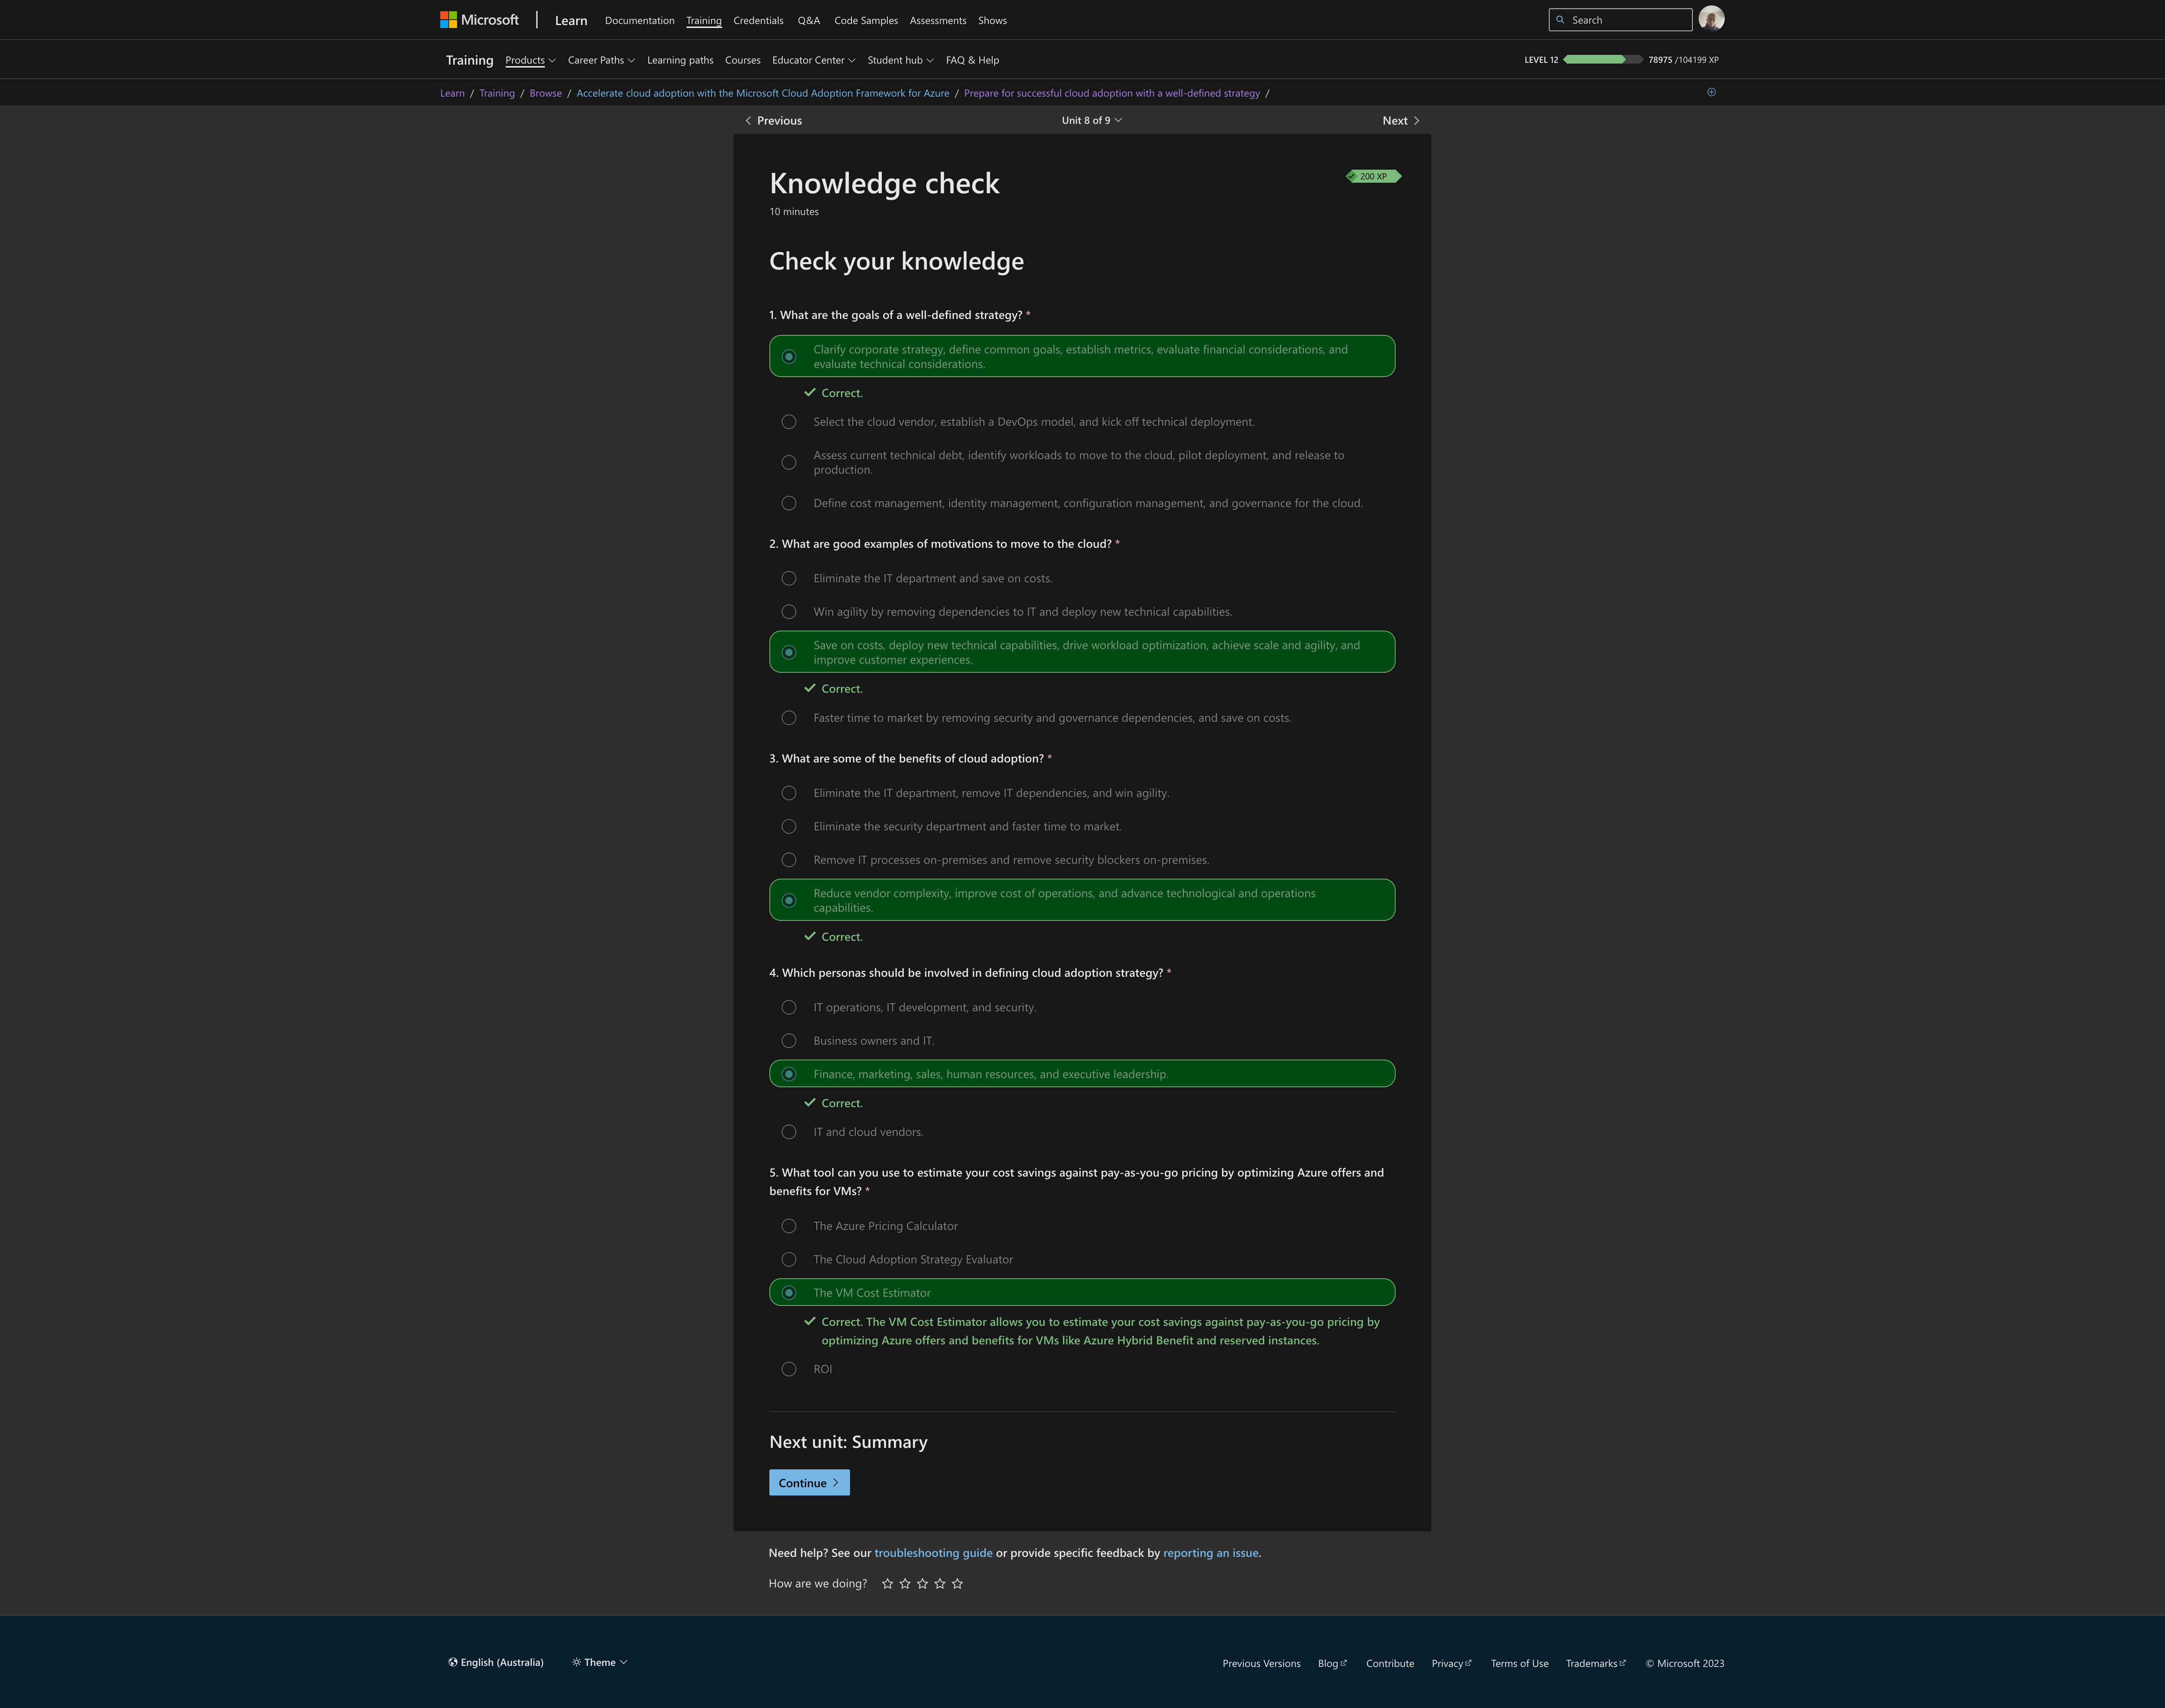 Microsoft
Learn
Documentation
Training
Credentials
Q&A
Code Samples
Assessments
Shows
Search
Training
Products
Career Paths
Learning paths
Courses
Educator Center
Student hub
FAQ & Help
LEVEL 12
78975 /104199 XP
Learn / Training / Browse / Accelerate cloud adoption with the Microsoft Cloud Adoption Framework for Azure / Prepare for successful cloud adoption with a well-defined strategy /
Previous
Unit 8 of 9
Next
Knowledge check
200 XP
10 minutes
Check your knowledge
1. What are the goals of a well-defined strategy? *
Clarify corporate strategy, define common goals, establish metrics, evaluate financial considerations, and
evaluate technical considerations.
Correct.
Select the cloud vendor, establish a DevOps model, and kick off technical deployment.
Assess current technical debt, identify workloads to move to the cloud, pilot deployment, and release to
production.
Define cost management, identity management, configuration management, and governance for the cloud.
2. What are good examples of motivations to move to the cloud? *
Eliminate the IT department and save on costs.
Win agility by removing dependencies to IT and deploy new technical capabilities.
Save on costs, deploy new technical capabilities, drive workload optimization, achieve scale and agility, and
improve customer experiences.
Correct.
Faster time to market by removing security and governance dependencies, and save on costs.
3. What are some of the benefits of cloud adoption? *
Eliminate the IT department, remove IT dependencies, and win agility.
Eliminate the security department and faster time to market.
Remove IT processes on-premises and remove security blockers on-premises.
Reduce vendor complexity, improve cost of operations, and advance technological and operations
capabilities.
Correct.
4. Which personas should be involved in defining cloud adoption strategy? *
IT operations, IT development, and security.
Business owners and IT.
Finance, marketing, sales, human resources, and executive leadership.
Correct.
IT and cloud vendors.
5. What tool can you use to estimate your cost savings against pay-as-you-go pricing by optimizing Azure offers and
benefits for VMs? *
The Azure Pricing Calculator
The Cloud Adoption Strategy Evaluator
The VM Cost Estimator
Correct. The VM Cost Estimator allows you to estimate your cost savings against pay-as-you-go pricing by
optimizing Azure offers and benefits for VMs like Azure Hybrid Benefit and reserved instances.
ROI
Next unit: Summary
Continue
Need help? See our troubleshooting guide or provide specific feedback by reporting an issue.
How are we doing?
English (Australia)
Theme
Previous Versions
Blog
Contribute
Privacy
Terms of Use
Trademarks
© Microsoft 2023